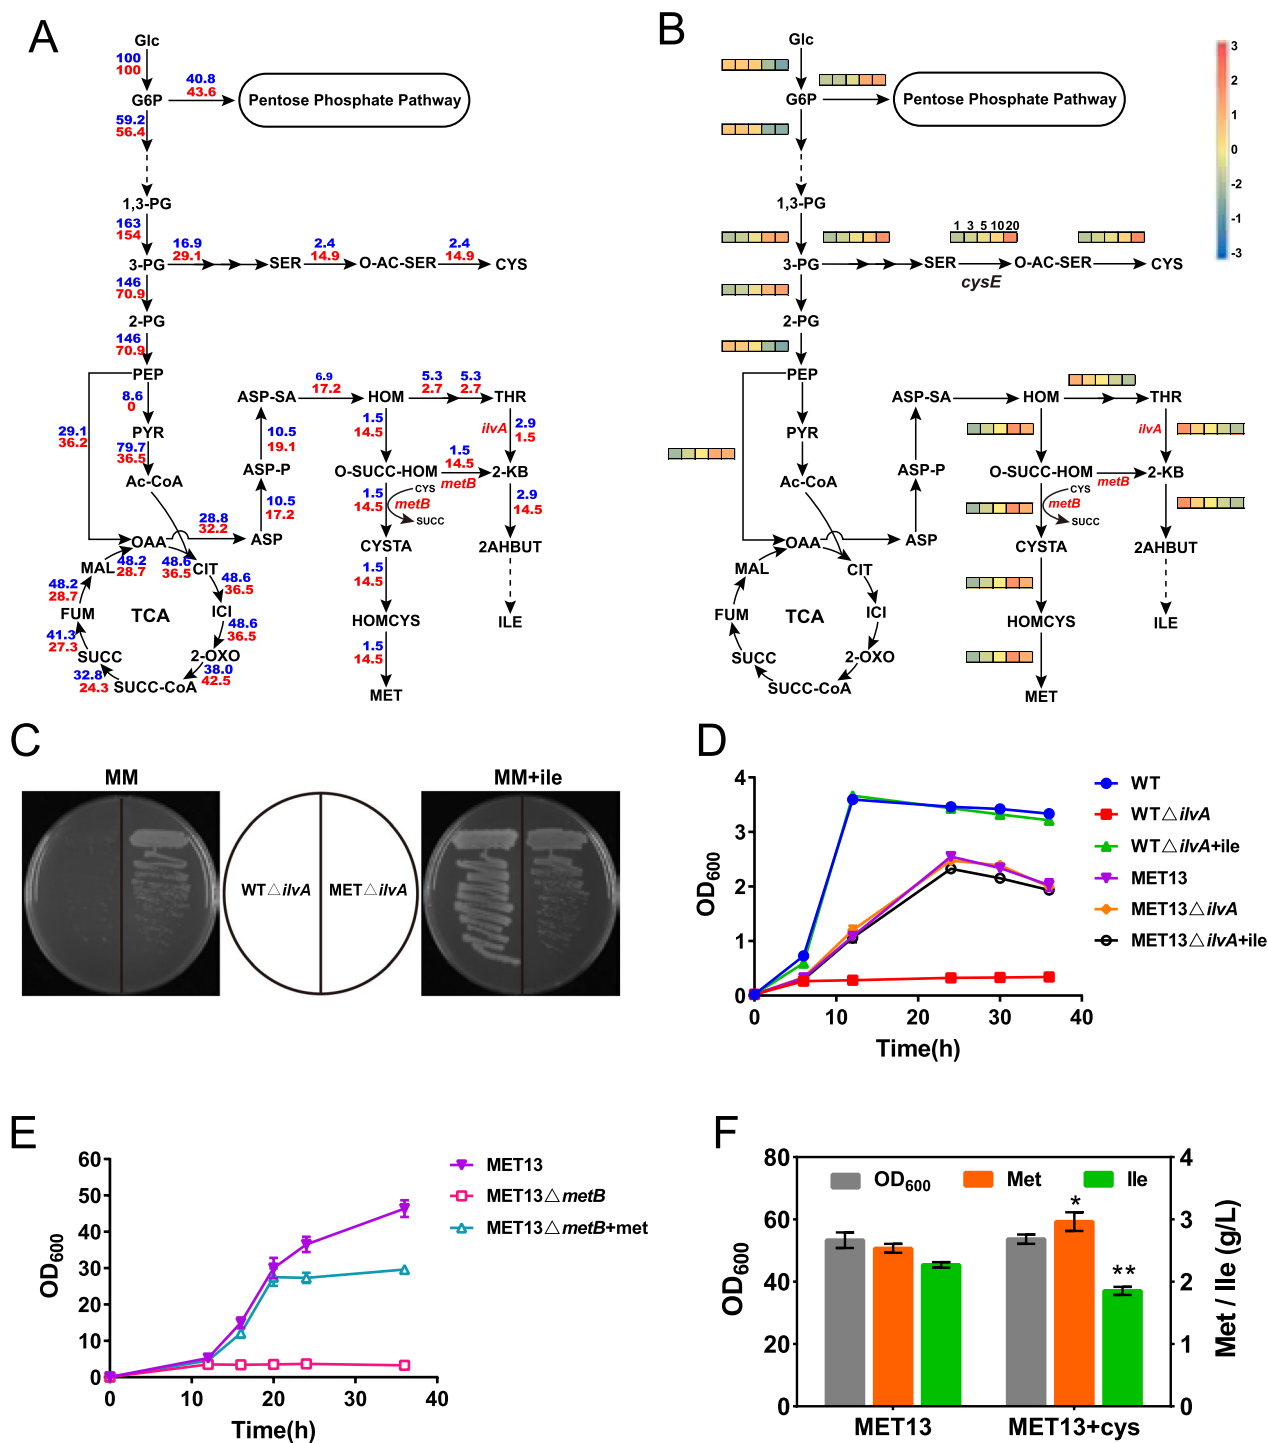 A
Glc
100
100
40.8
43.6
G6P
Pentose Phosphate Pathway
59.2
56.4
1,3-PG
163
154
16.9
29.1
2.4
14.9
2.4
14.9
3-PG
SER
O-AC-SER
CYS
146
70.9
2-PG
146
70.9
PEP
8.6
0
29.1
36.2
PYR
79.7
36.5
Ac-CoA
ASP-SA
6.9
17.2
HOM
5.3
2.7
5.3
2.7
THR
10.5
19.1
1.5
14.5
ilvA
2.9
1.5
ASP-P
O-SUCC-HOM
1.5
14.5
metB
2-KB
10.5
17.2
1.5
14.5
CYS
metB
SUCC
2.9
14.5
28.8
32.2
OAA
ASP
CYSTA
2AHBUT
MAL
48.2
28.7
48.6
36.5
CIT
48.6
36.5
48.2
28.7
1.5
14.5
FUM
TCA
ICI
HOMCYS
ILE
41.3
27.3
48.6
36.5
SUCC
2-OXO
1.5
14.5
32.8
24.3
SUCC-CoA
38.0
42.5
MET
B
Glc
G6P
Pentose Phosphate Pathway
3
2
1
0
-2
-1
-3
1,3-PG
1 3 5 10 20
3-PG
SER
O-AC-SER
CYS
cysE
2-PG
PEP
ASP-SA
HOM
THR
PYR
ilvA
ASP-P
O-SUCC-HOM
metB
2-KB
Ac-CoA
CYS
metB
SUCC
OAA
ASP
CYSTA
2AHBUT
MAL
CIT
FUM
TCA
ICI
HOMCYS
ILE
SUCC
2-OXO
SUCC-CoA
MET
C
MM
MM+ile
WT△ilvA
MET△ilvA
D
4
3
2
1
0
OD600
0
10
20
30
40
Time(h)
WT
WT△ilvA
WT△ilvA+ile
MET13
MET13△ilvA
MET13△ilvA+ile
E
60
50
40
30
20
10
0
OD600
0
10
20
30
40
Time(h)
MET13
MET13△metB
MET13△metB+met
F
80
60
40
20
0
OD600
OD600
Met
Ile
*
**
4
3
2
1
0
Met / Ile (g/L)
MET13
MET13+cys